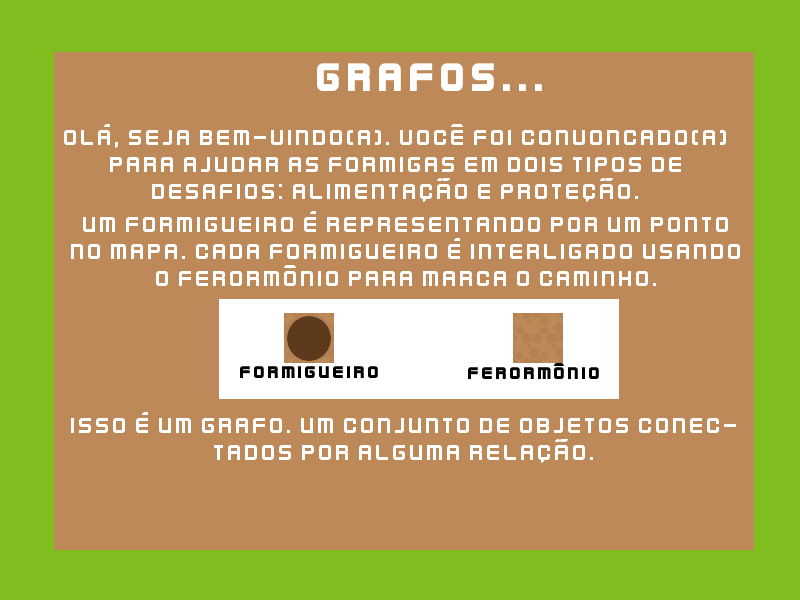 GRAFOS...
OLÁ, SEJA BEM-VINDO(A). VOCÊ FOI CONVONCADO(A)
PARA AJUDAR AS FORMIGAS EM DOIS TIPOS DE
DESAFIOS: ALIMENTAÇÃO E PROTEÇÃO.
UM FORMIGUEIRO É REPRESENTANDO POR UM PONTO
NO MAPA. CADA FORMIGUEIRO É INTERLIGADO USANDO
O FERORMÔNIO PARA MARCA O CAMINHO.
FORMIGUEIRO
FERORMÔNIO
ISSO É UM GRAFO. UM CONJUNTO DE OBJETOS CONEC-
TADOS POR ALGUMA RELAÇÃO.